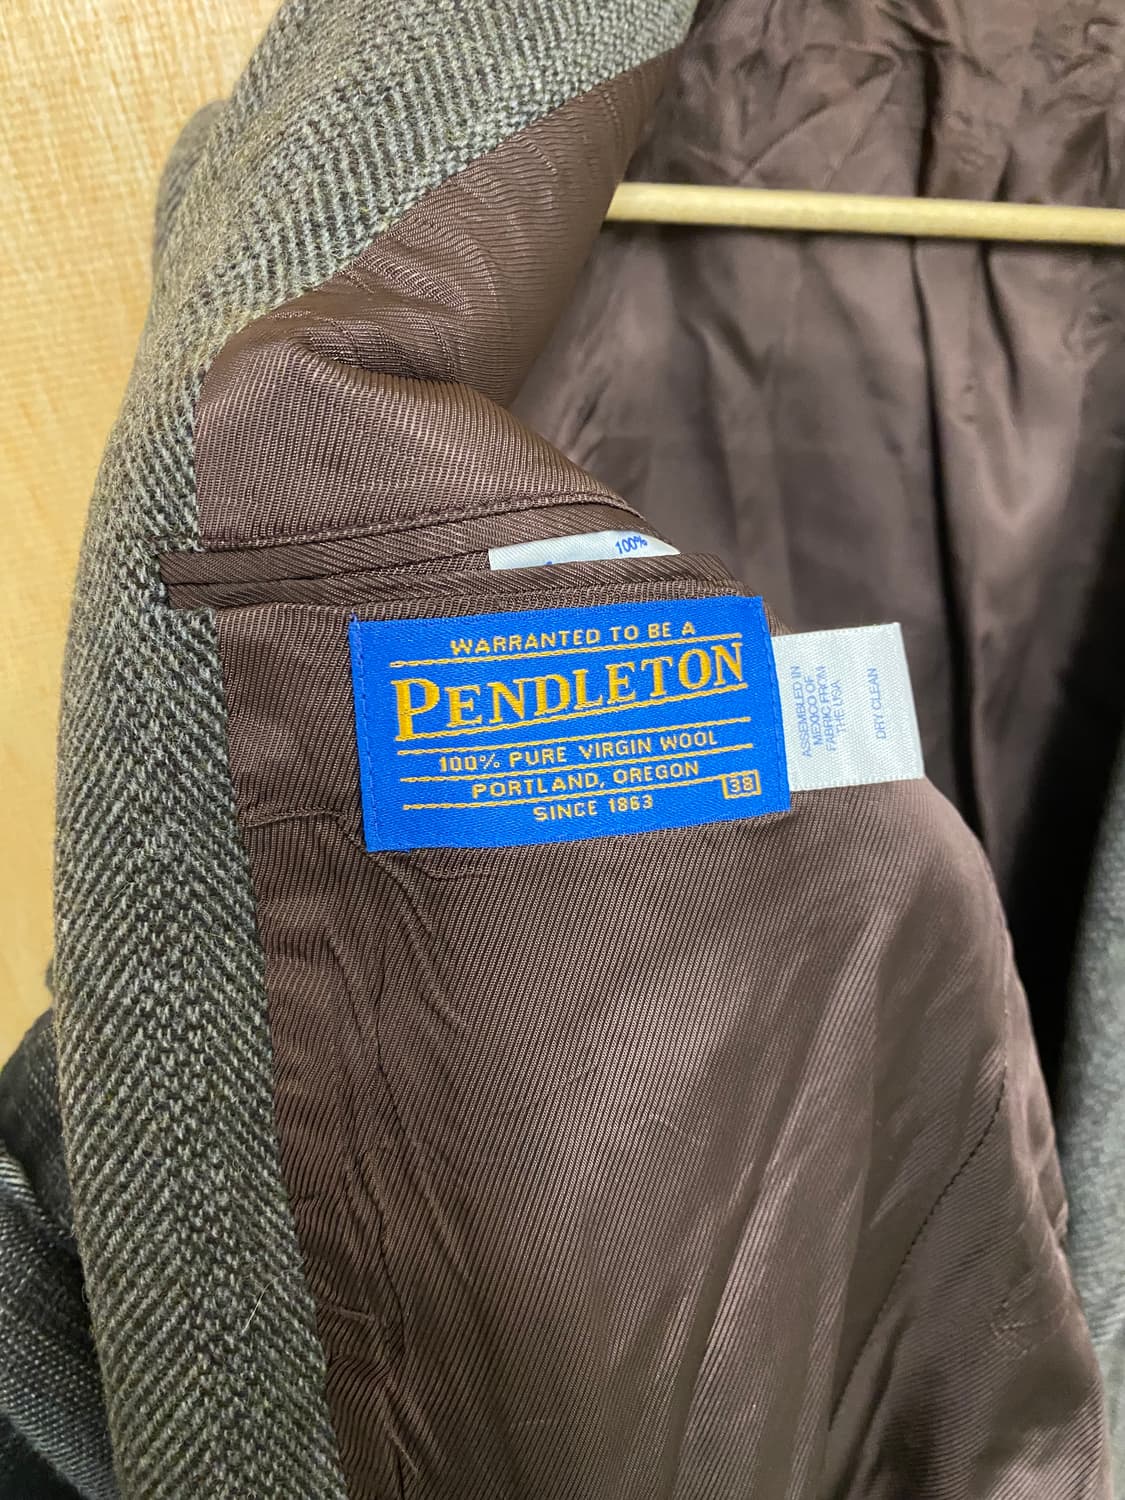 100%
WARRANTED TO BE A
PENDLETON
100% PURE VIRGIN WOOL
PORTLAND, OREGON
38
SINCE 1863
ASSEMBLED IN
MEXICO OF
FABRIC FROM
THE USA
DRY CLEAN